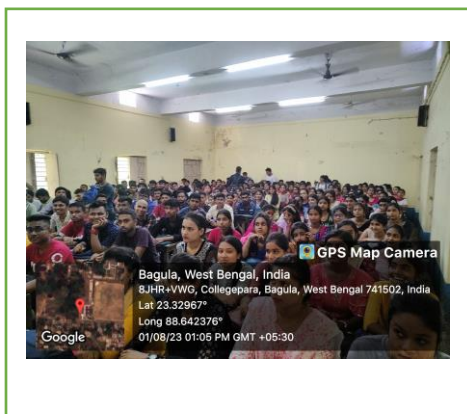 GPS Map Camera
Bagula, West Bengal, India
8JHR+VWG, Collegepara, Bagula, West Bengal 741502, India
Lat 23.32967°
Long 88.642376°
01/08/23 01:05 PM GMT +05:30
Google